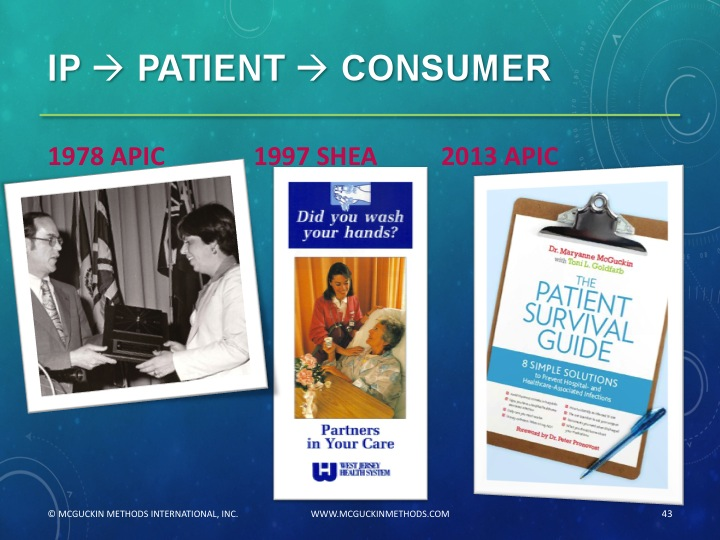 IP → PATIENT → CONSUMER
1978 APIC
1997 SHEA
2013 APIC
Did you wash
your hands?
Partners
in Your Care
WEST JERSEY
HEALTH SYSTEM
Dr. Maryanne McGuckin
with Toni L. Goldfarb
THE
PATIENT
SURVIVAL
GUIDE
8 SIMPLE SOLUTIONS
to Prevent Hospital- and
Healthcare-Associated Infections
Foreword by Dr. Peter Pronovost
© MCGUCKIN METHODS INTERNATIONAL, INC.
WWW.MCGUCKINMETHODS.COM
43